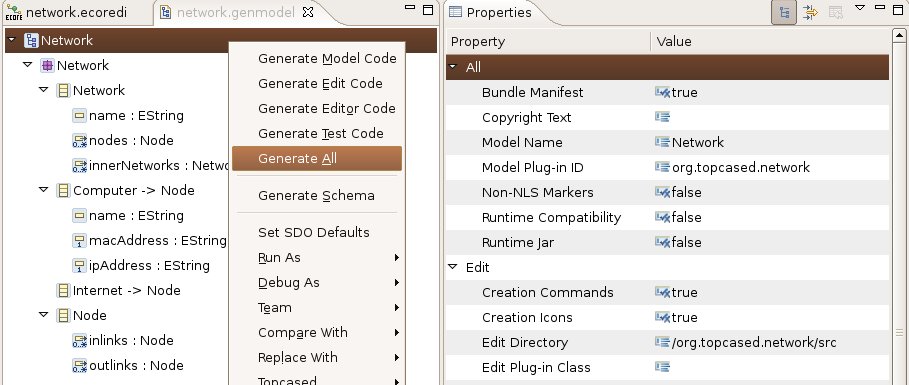 network.ecoredi
network.genmodel
Network
Network
Network
name : EString
nodes : Node
innerNetworks : Netwo
Computer -> Node
name : EString
macAddress : EString
ipAddress : EString
Internet -> Node
Node
inlinks : Node
outlinks : Node
Generate Model Code
Generate Edit Code
Generate Editor Code
Generate Test Code
Generate All
Generate Schema
Set SDO Defaults
Run As
Debug As
Team
Compare With
Replace With
Topcased
Properties
Property Value
All
Bundle Manifest true
Copyright Text
Model Name Network
Model Plug-in ID org.topcased.network
Non-NLS Markers false
Runtime Compatibility false
Runtime Jar false
Edit
Creation Commands true
Creation Icons true
Edit Directory /org.topcased.network/src
Edit Plug-in Class